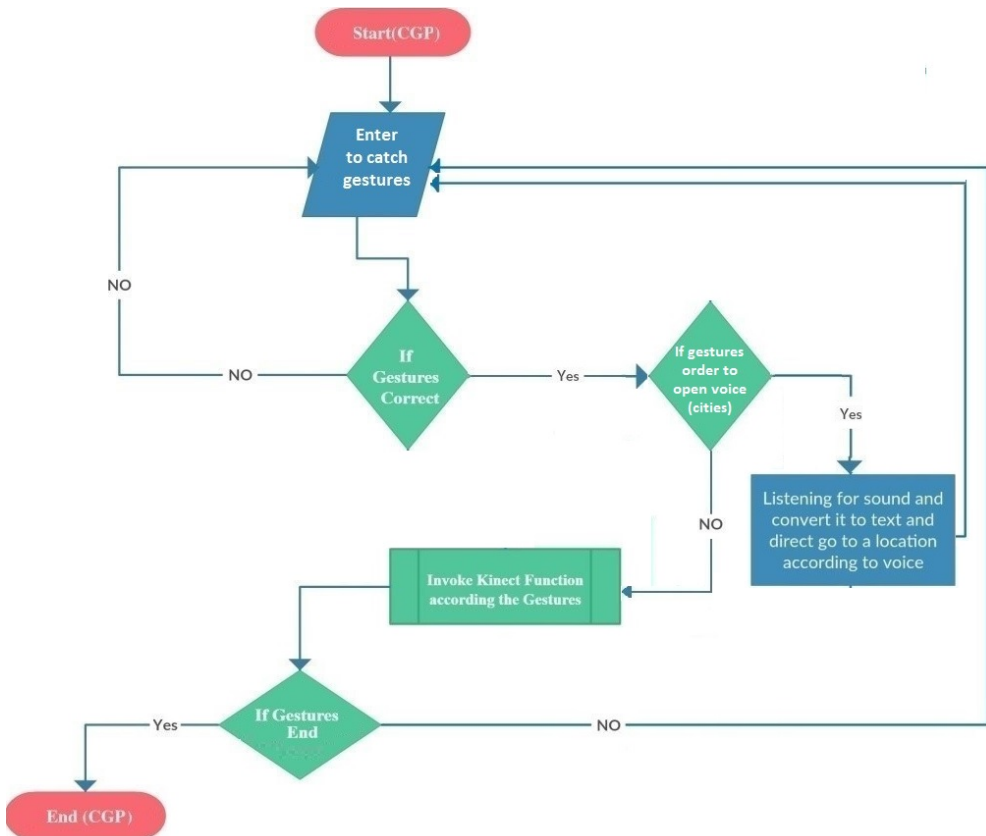 Start(CGP)
Enter
to catch
gestures
NO
NO
If
Gestures
Correct
Yes
If gestures
order to
open voice
(cities)
Yes
Listening for sound and
convert it to text and
direct go to a location
according to voice
NO
Invoke Kinect Function
according the Gestures
If Gestures
End
Yes
NO
End (CGP)